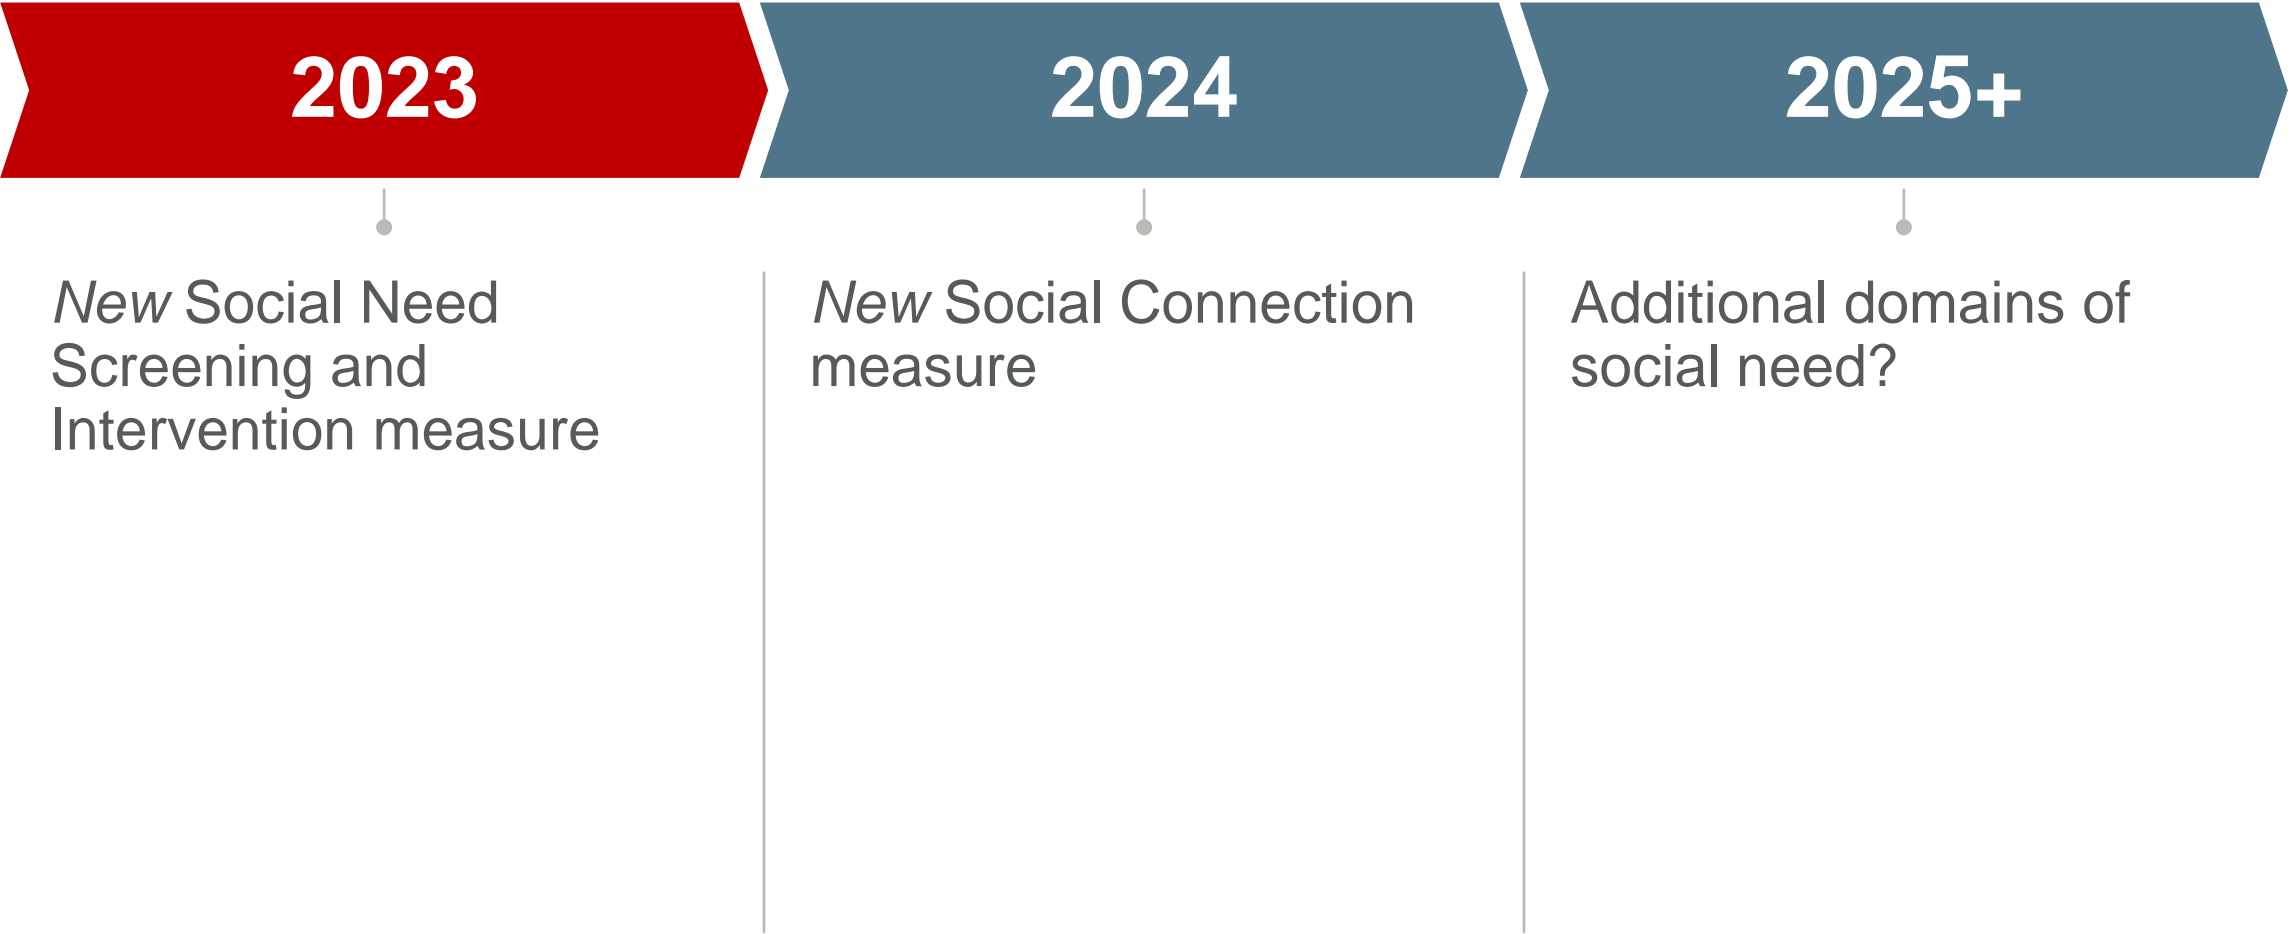 2023
2024
2025+
New Social Need
Screening and
Intervention measure
New Social Connection
measure
Additional domains of
social need?